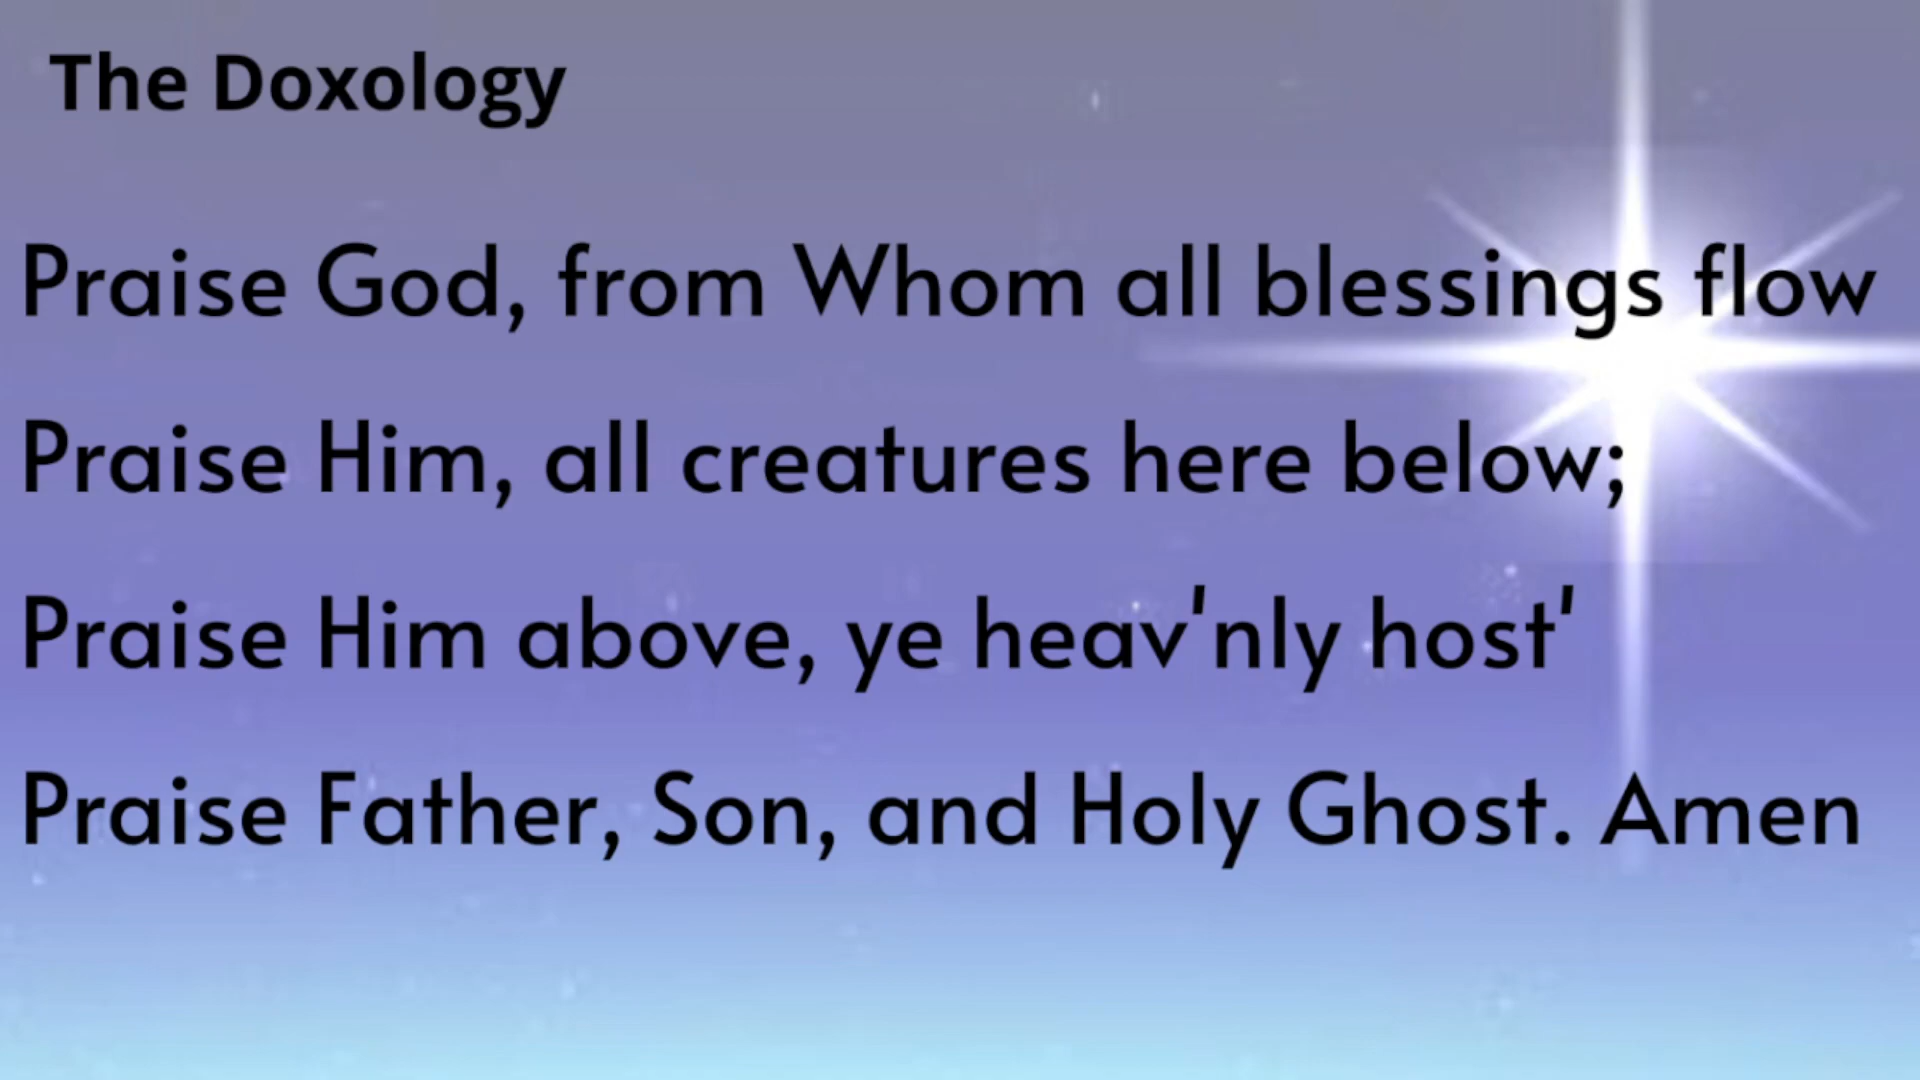 The Doxology
Praise God, from Whom all blessings flow
Praise Him, all creatures here below;
Praise Him above, ye heav'nly host'
Praise Father, Son, and Holy Ghost. Amen